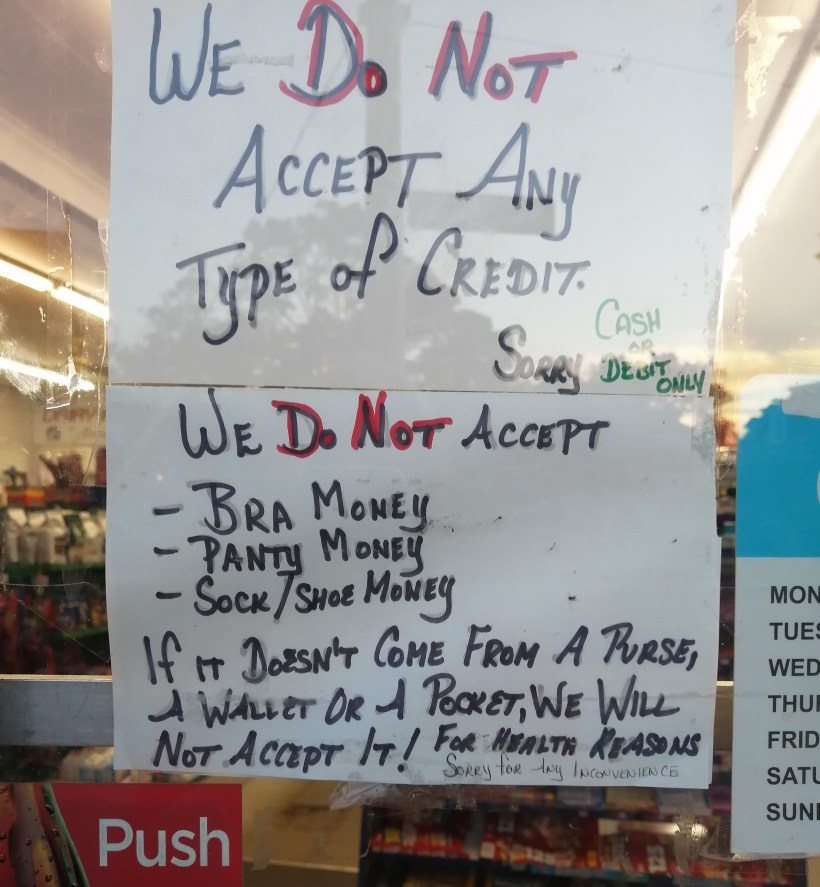 WE DO NOT
ACCEPT ANY
TYPE of CREDIT.
SORRY
CASH
OR
DEBIT
ONLY
WE DO NOT ACCEPT
- BRA MONEY
- PANTY MONEY
- SOCK/SHOE MONEY
If IT DOESN'T COME FROM A PURSE,
A WALLET OR A POCKET, WE WILL
NOT ACCEPT IT! FOR HEALTH REASONS
SORRY for Any INCONVENIENCE
MON
TUES
WED
THUR
FRID
SATU
SUN
Push